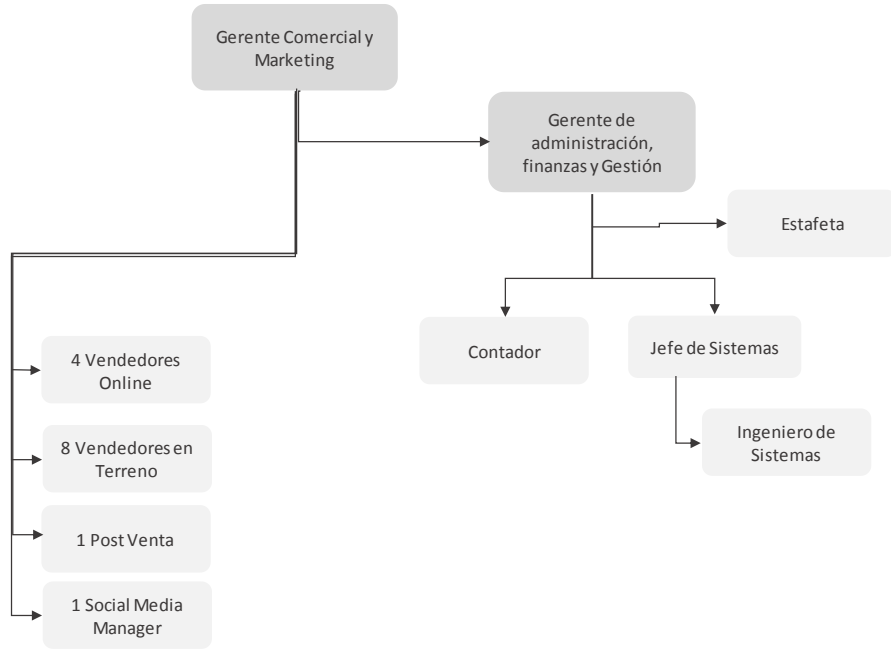 Gerente Comercial y
Marketing
Gerente de
administración,
finanzas y Gestión
Estafeta
Contador
Jefe de Sistemas
Ingeniero de
Sistemas
4 Vendedores
Online
8 Vendedores en
Terreno
1 Post Venta
1 Social Media
Manager